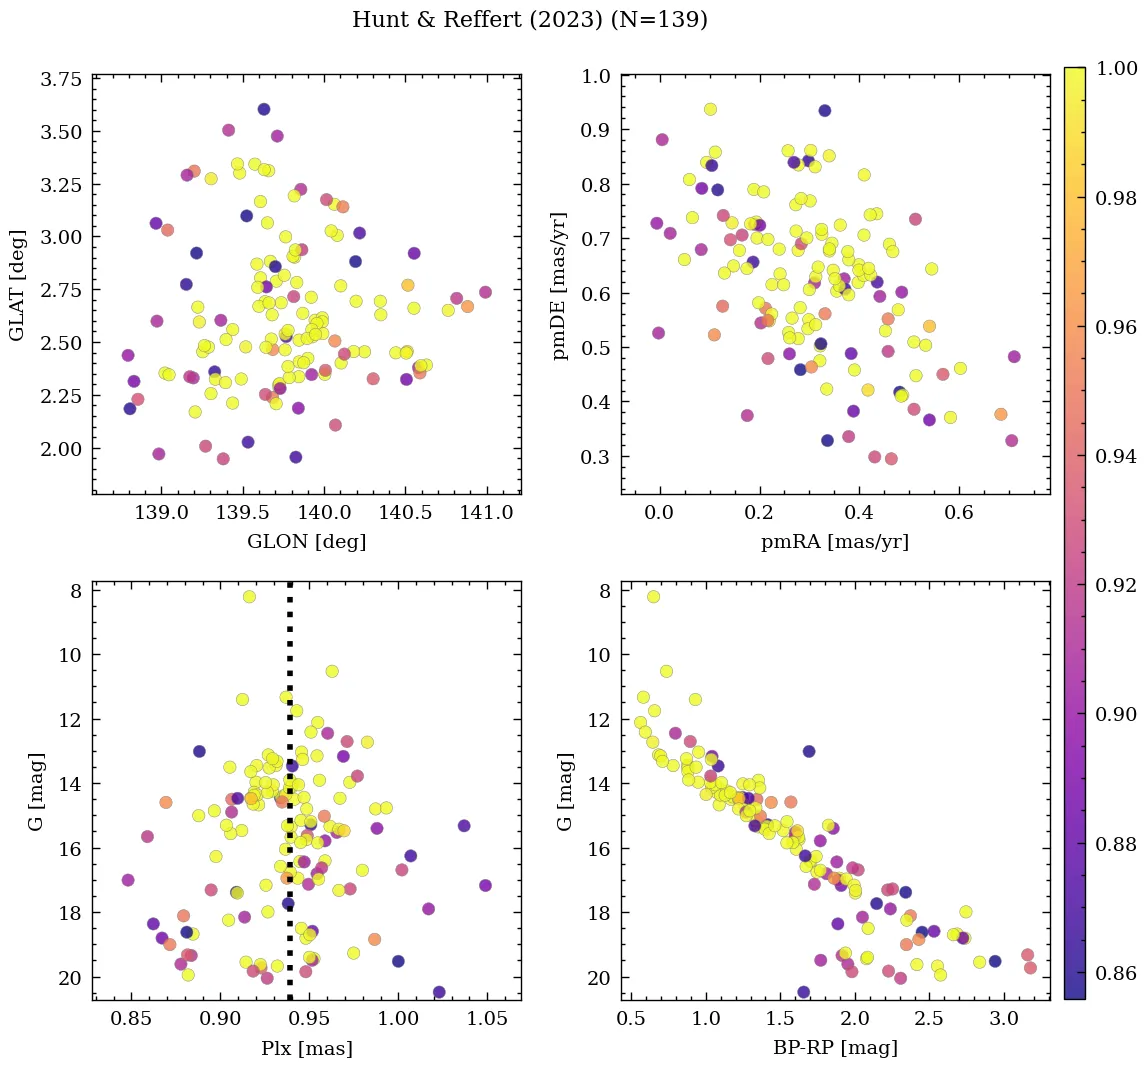 Hunt & Reffert (2023) (N=139)
3.75
3.50
3.25
3.00
2.75
2.50
2.25
2.00
GLAT [deg]
139.0 139.5 140.0 140.5 141.0
GLON [deg]
1.0
0.9
0.8
0.7
0.6
0.5
0.4
0.3
pmDE [mas/yr]
0.0 0.2 0.4 0.6
pmRA [mas/yr]
8
10
12
14
16
18
20
G [mag]
0.85 0.90 0.95 1.00 1.05
Plx [mas]
8
10
12
14
16
18
20
G [mag]
0.5 1.0 1.5 2.0 2.5 3.0
BP-RP [mag]
1.00
0.98
0.96
0.94
0.92
0.90
0.88
0.86